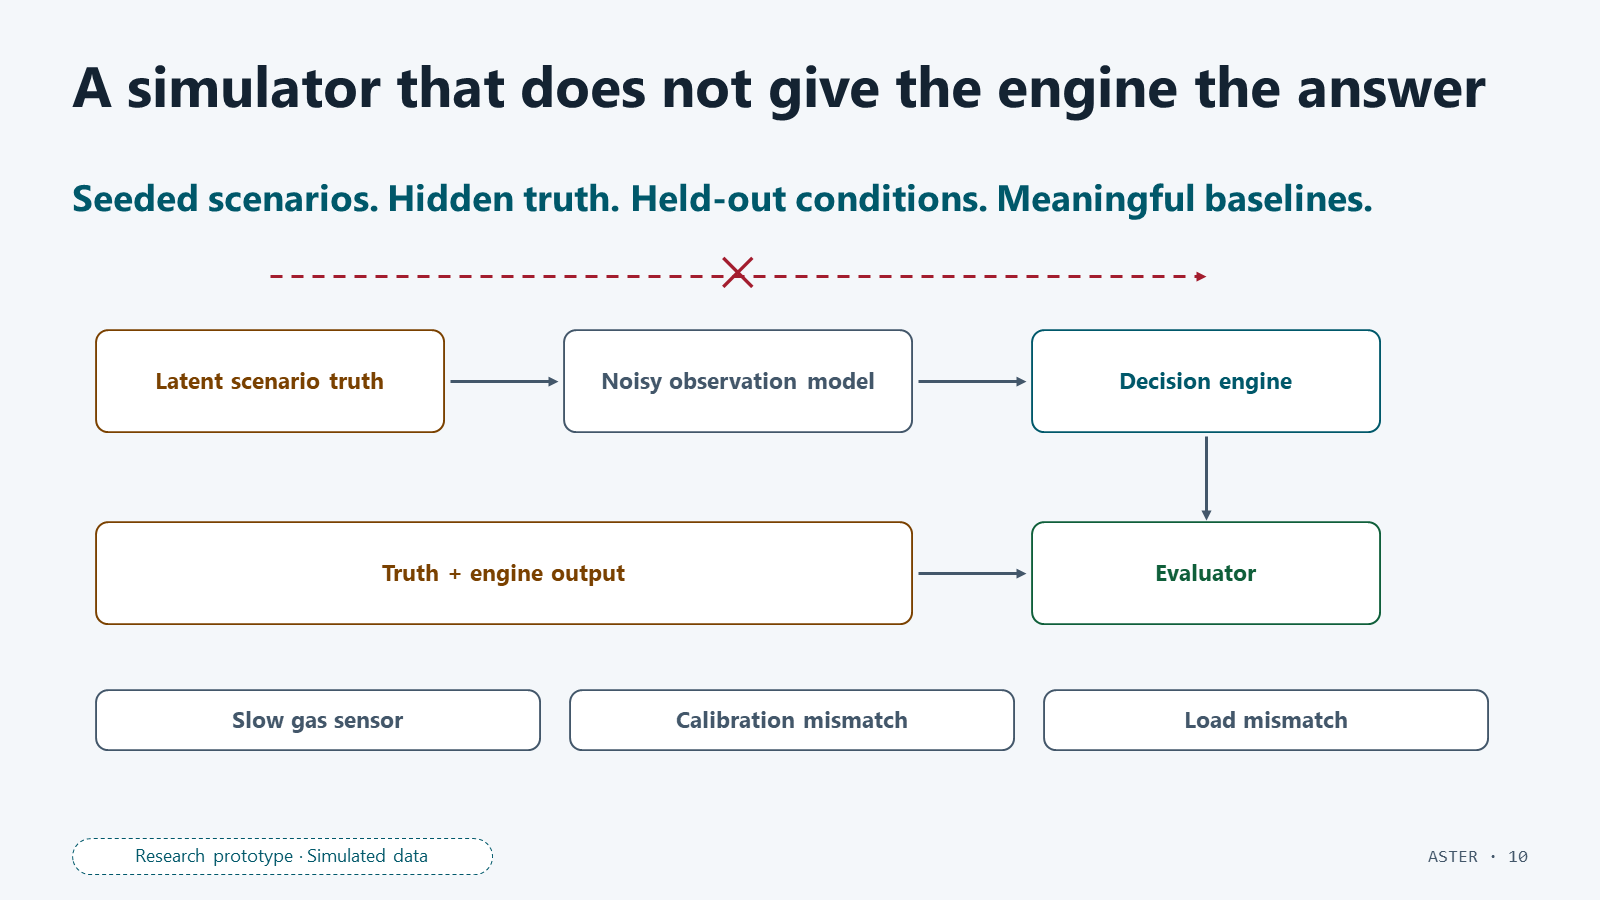 A simulator that does not give the engine the answer
Seeded scenarios. Hidden truth. Held-out conditions. Meaningful baselines.
Latent scenario truth
Noisy observation model
Decision engine
Truth + engine output
Evaluator
Slow gas sensor
Calibration mismatch
Load mismatch
Research prototype · Simulated data
ASTER · 10